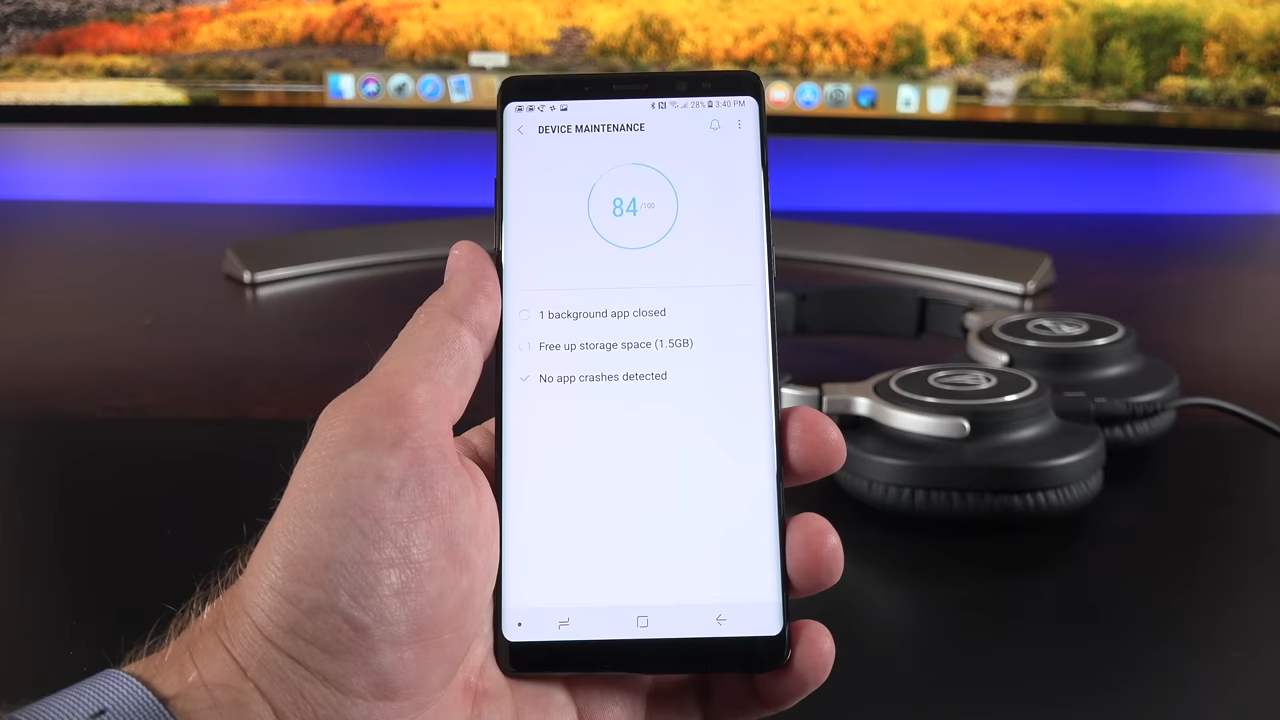 28% 3:40 PM
DEVICE MAINTENANCE
84 /100
1 background app closed
Free up storage space (1.5GB)
No app crashes detected